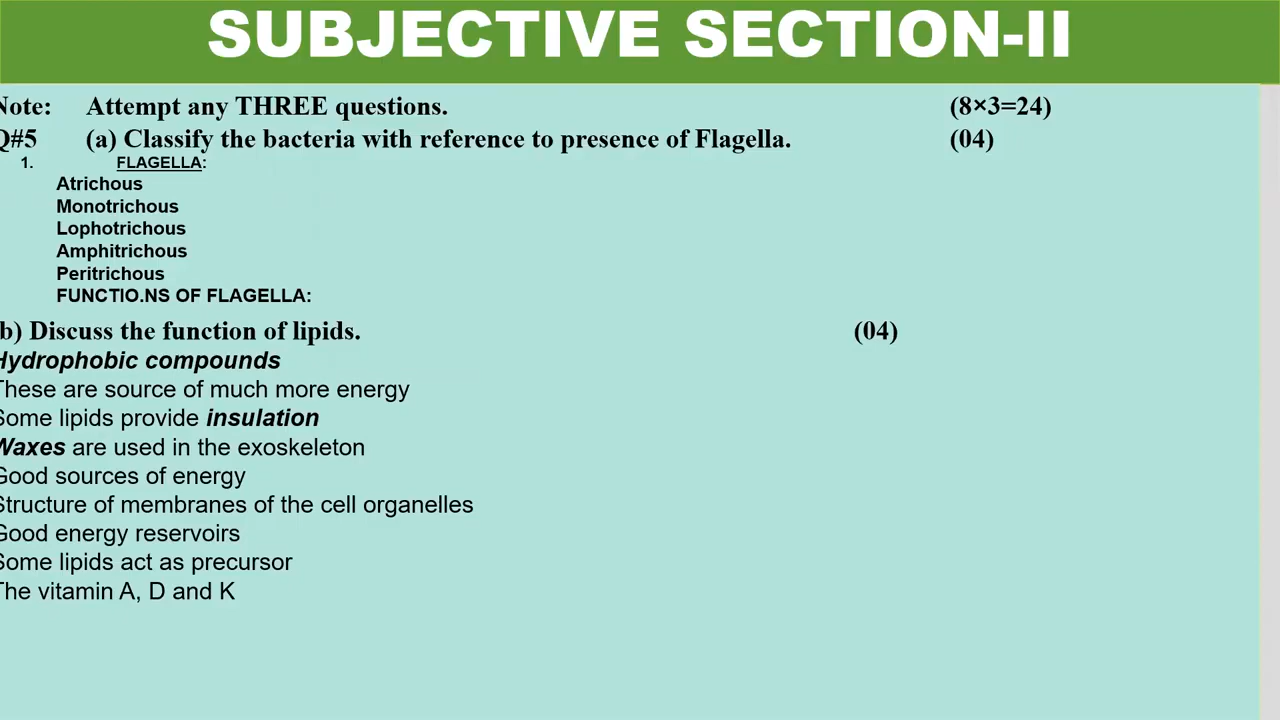 SUBJECTIVE SECTION-II
Note: Attempt any THREE questions. (8×3=24)
Q#5 (a) Classify the bacteria with reference to presence of Flagella. (04)
1. FLAGELLA:
Atrichous
Monotrichous
Lophotrichous
Amphitrichous
Peritrichous
FUNCTIO.NS OF FLAGELLA:
b) Discuss the function of lipids. (04)
Hydrophobic compounds
These are source of much more energy
Some lipids provide insulation
Waxes are used in the exoskeleton
Good sources of energy
Structure of membranes of the cell organelles
Good energy reservoirs
Some lipids act as precursor
The vitamin A, D and K